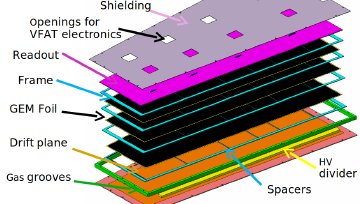 Shielding
Openings for
VFAT electronics
Readout
Frame
GEM Foil
Drift plane
Gas grooves
HV
divider
Spacers